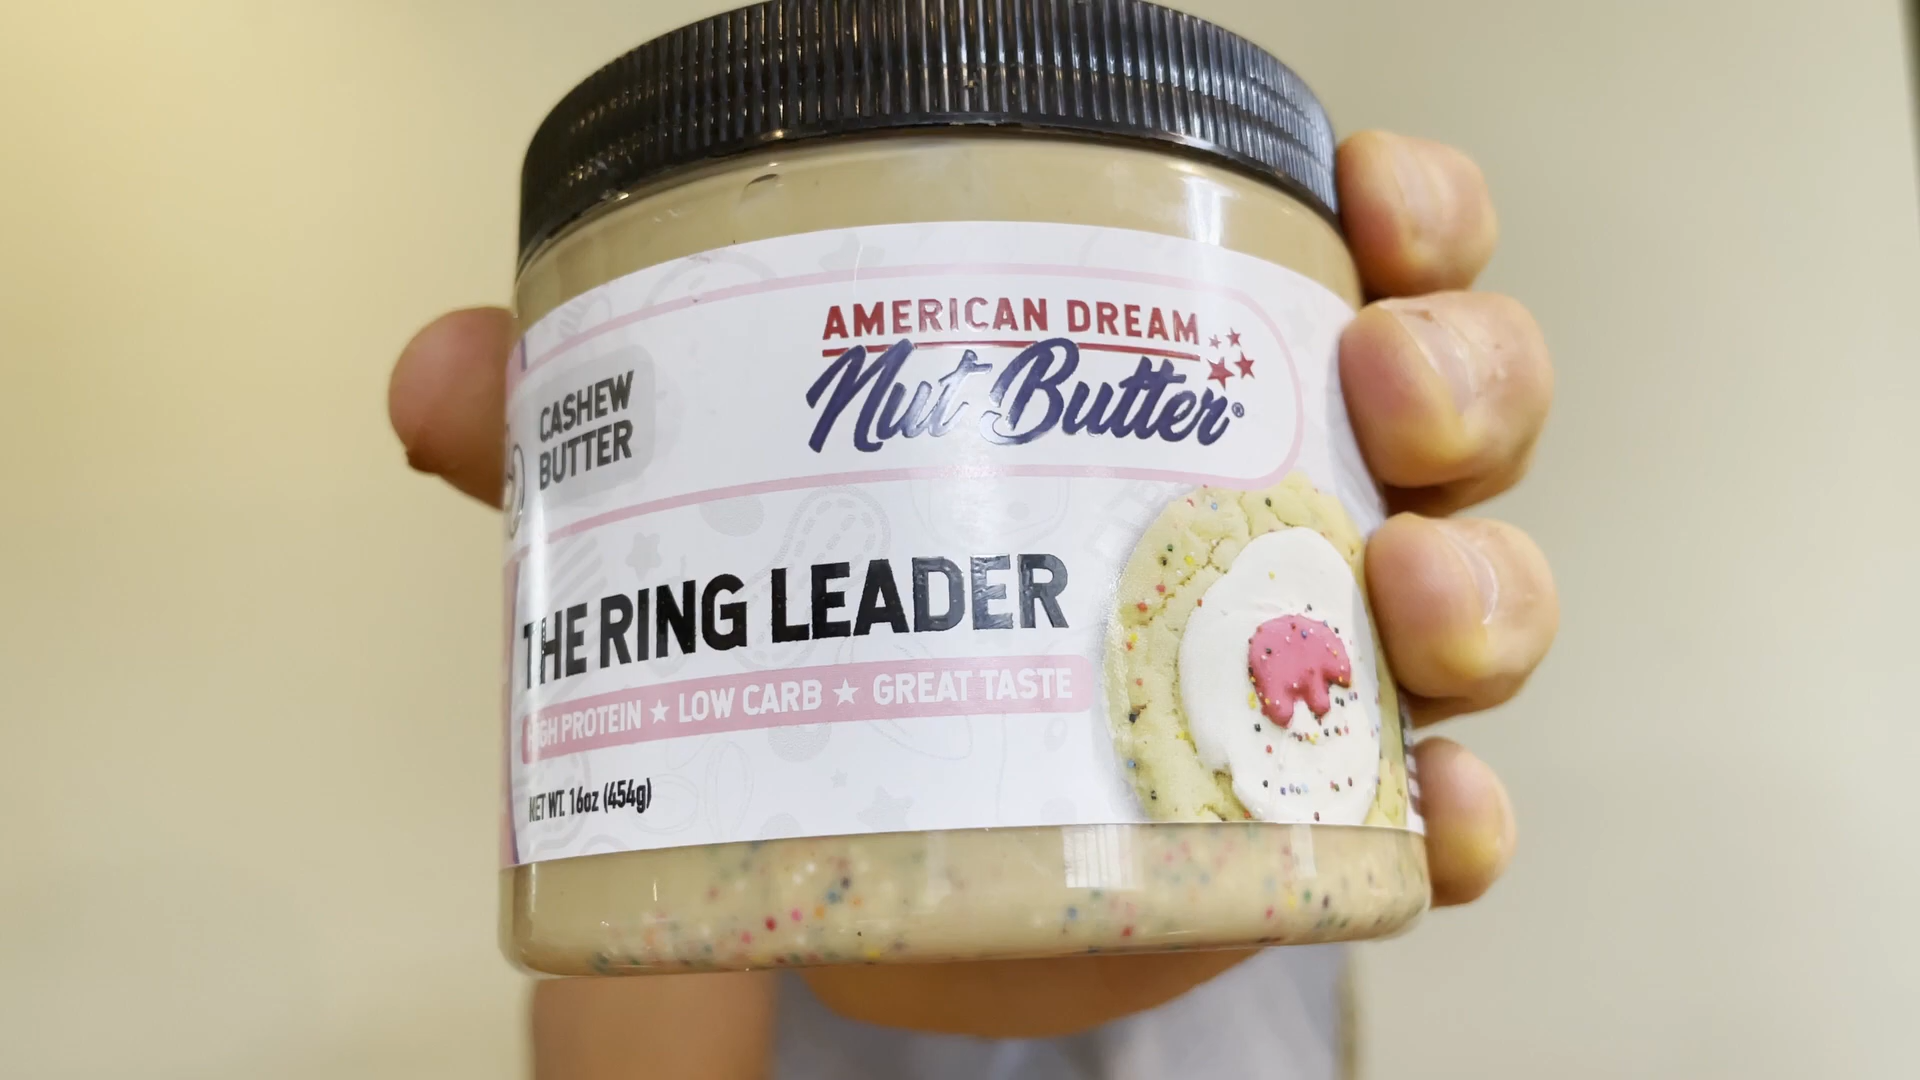 AMERICAN DREAM
Nut Butter®
CASHEW
BUTTER
THE RING LEADER
HIGH PROTEIN ★ LOW CARB ★ GREAT TASTE
NET WT. 16oz (454g)